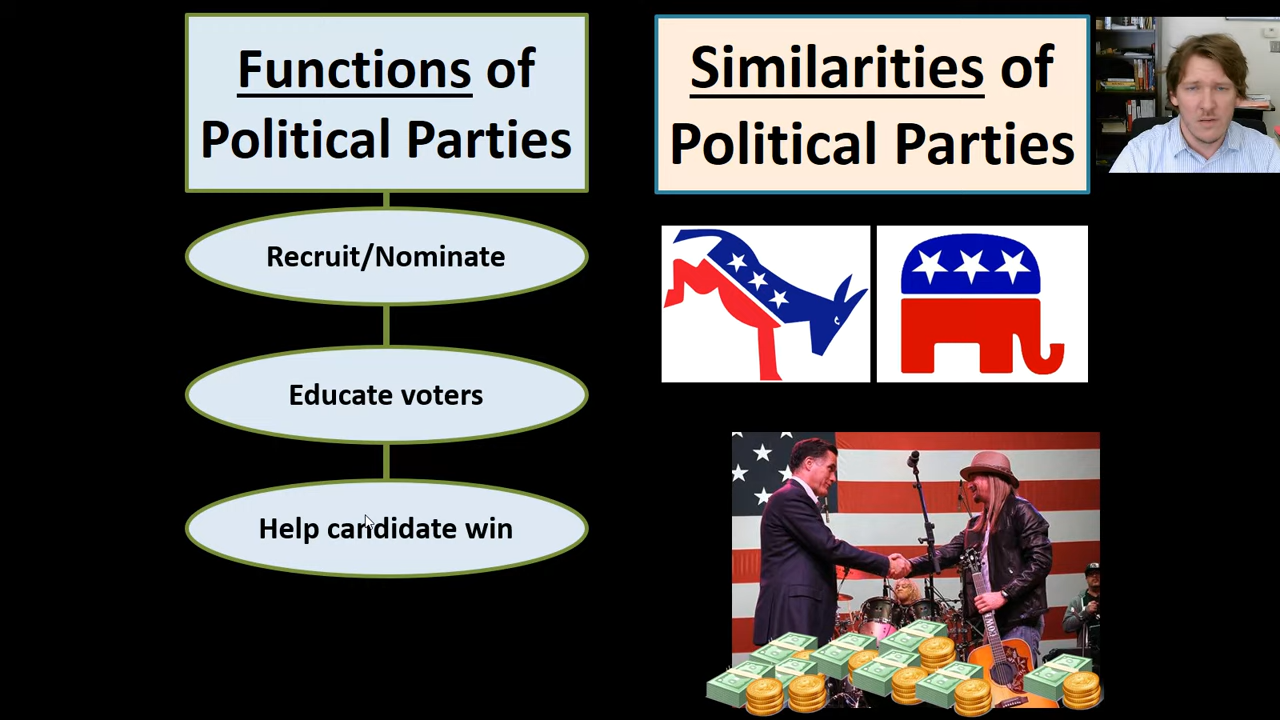 Functions of
Political Parties
Recruit/Nominate
Educate voters
Help candidate win
Similarities of
Political Parties